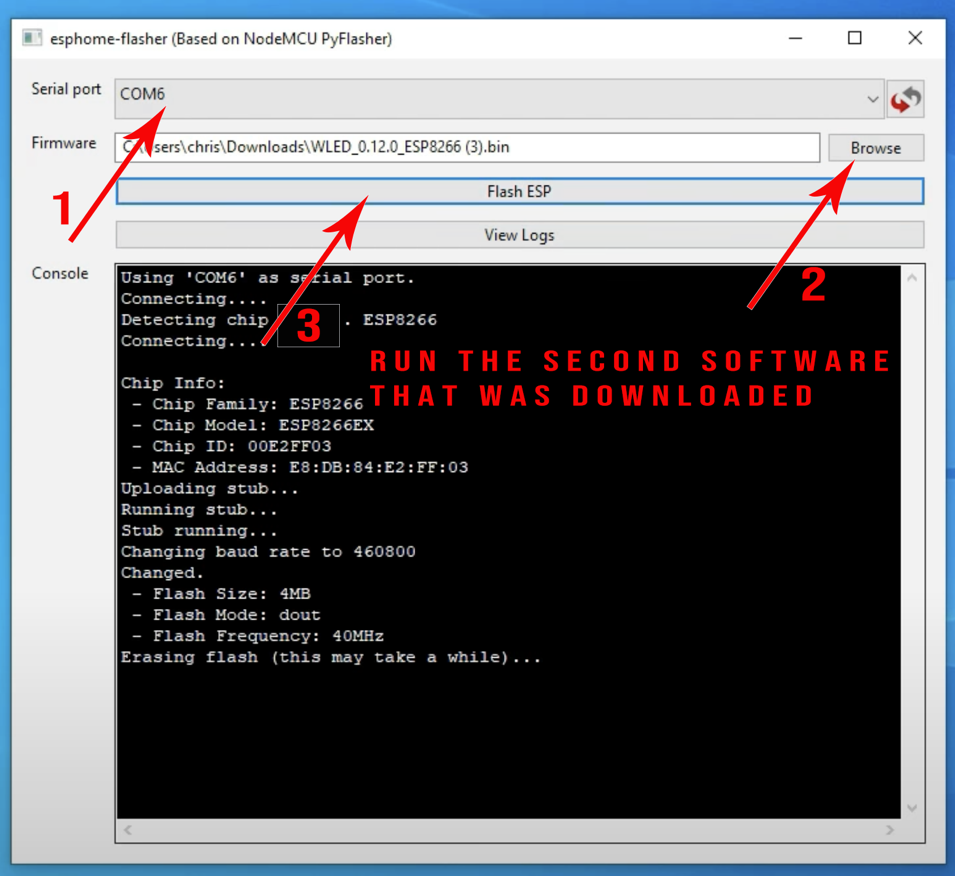 esphome-flasher (Based on NodeMCU PyFlasher)
Serial port
COM6
Firmware
C:\Users\chris\Downloads\WLED_0.12.0_ESP8266 (3).bin
Browse
1
Flash ESP
View Logs
2
Console
Using 'COM6' as serial port.
Connecting....
Detecting chip . ESP8266
3
Connecting....
RUN THE SECOND SOFTWARE
THAT WAS DOWNLOADED
Chip Info:
- Chip Family: ESP8266
- Chip Model: ESP8266EX
- Chip ID: 00E2FF03
- MAC Address: E8:DB:84:E2:FF:03
Uploading stub...
Running stub...
Stub running...
Changing baud rate to 460800
Changed.
- Flash Size: 4MB
- Flash Mode: dout
- Flash Frequency: 40MHz
Erasing flash (this may take a while)...